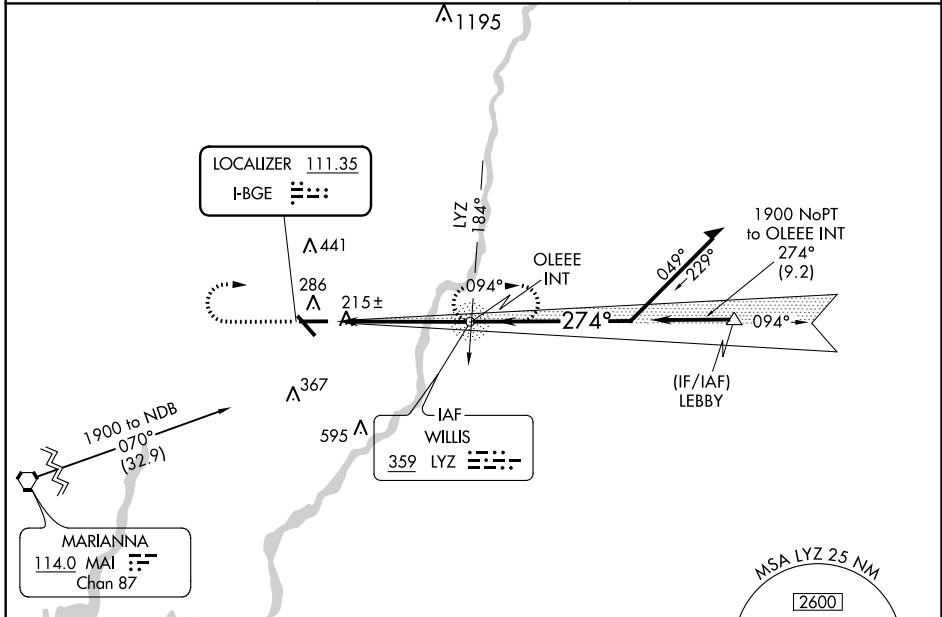 1195
LOCALIZER 111.35
I-BGE
LYZ
184°
1900 NoPT
to OLEEE INT
274°
(9.2)
441
OLEEE
INT
049°
229°
286
094°
215±
274°
094°
(IF/IAF)
LEBBY
367
1900 to NDB
070°
(32.9)
595
IAF
WILLIS
359 LYZ
MARIANNA
114.0 MAI
Chan 87
MSA LYZ 25 NM
2600